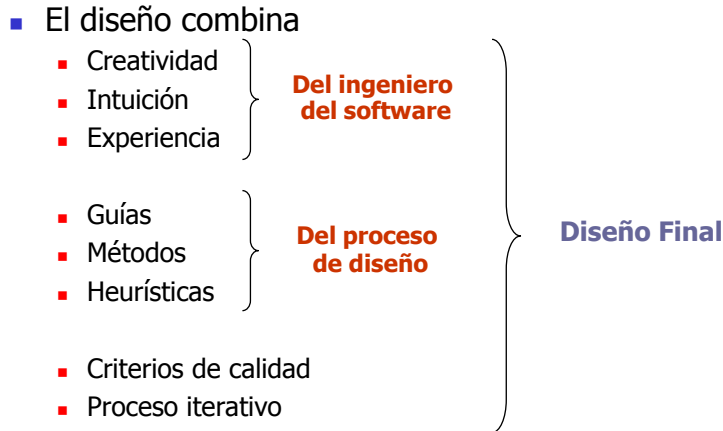 El diseño combina
Creatividad
Intuición
Experiencia
Del ingeniero
del software
Guías
Métodos
Heurísticas
Del proceso
de diseño
Criterios de calidad
Proceso iterativo
Diseño Final